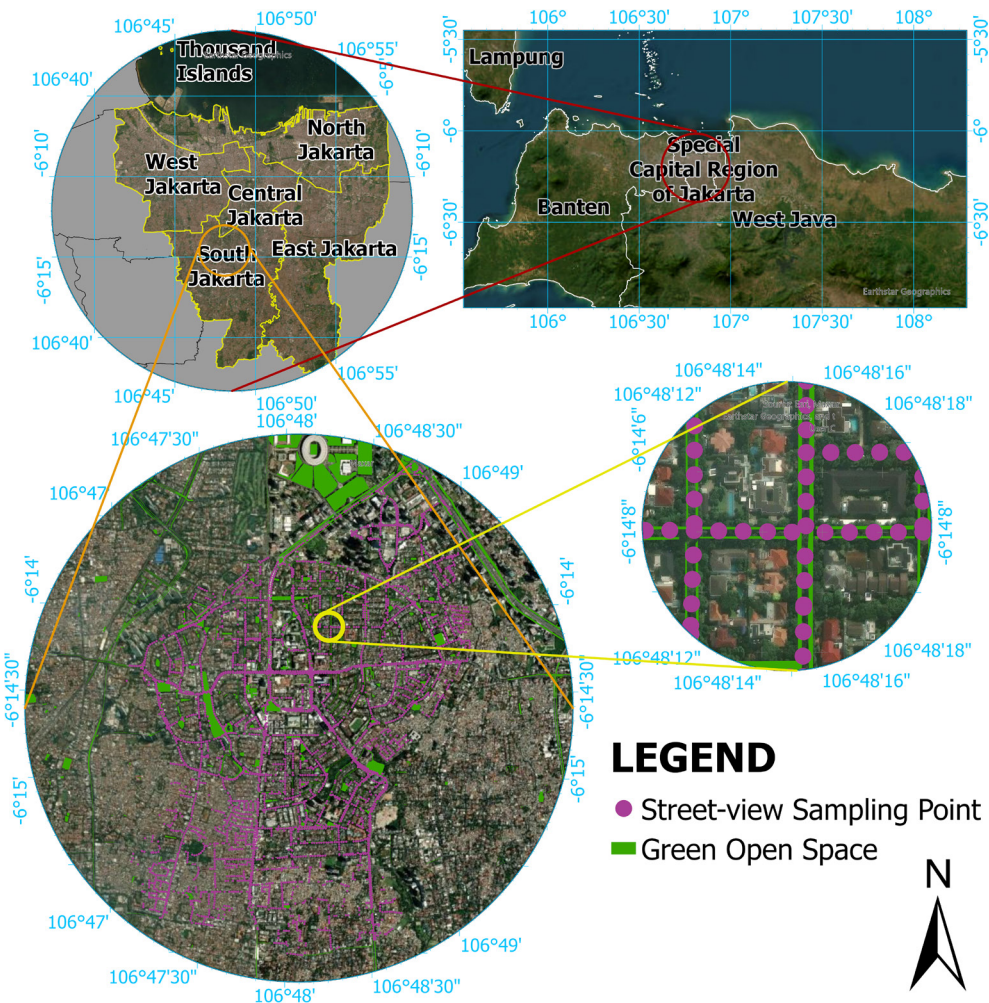 106°50'
106°45'
106°55'
106°40'
-6°5'
Thousand
Islands
Earthstar Geographics
North
Jakarta
-6°10'
-6°10'
West
Jakarta
Central
Jakarta
East Jakarta
South
Jakarta
-6°15'
-6°15'
106°40'
106°45'
106°55'
106°50'
106°
106°30'
107°
107°30'
108°
-5°30'
-5°30'
Lampung
-6°
-6°
Special
Capital Region
of Jakarta
Banten
West Java
-6°30'
-6°30'
Earthstar Geographics
106°
106°30'
107°
107°30'
108°
106°48'14"
106°48'16"
106°48'12"
106°48'18"
-6°14'6"
-6°14'8"
-6°14'8"
106°48'12"
106°48'18"
106°48'14"
106°48'16"
106°48'
106°47'30"
106°48'30"
106°47'
106°49'
-6°14'
-6°14'
-6°14'30"
-6°14'30"
-6°15'
-6°15'
106°47'
106°49'
106°47'30"
106°48'30"
106°48'
LEGEND
Street-view Sampling Point
Green Open Space
N